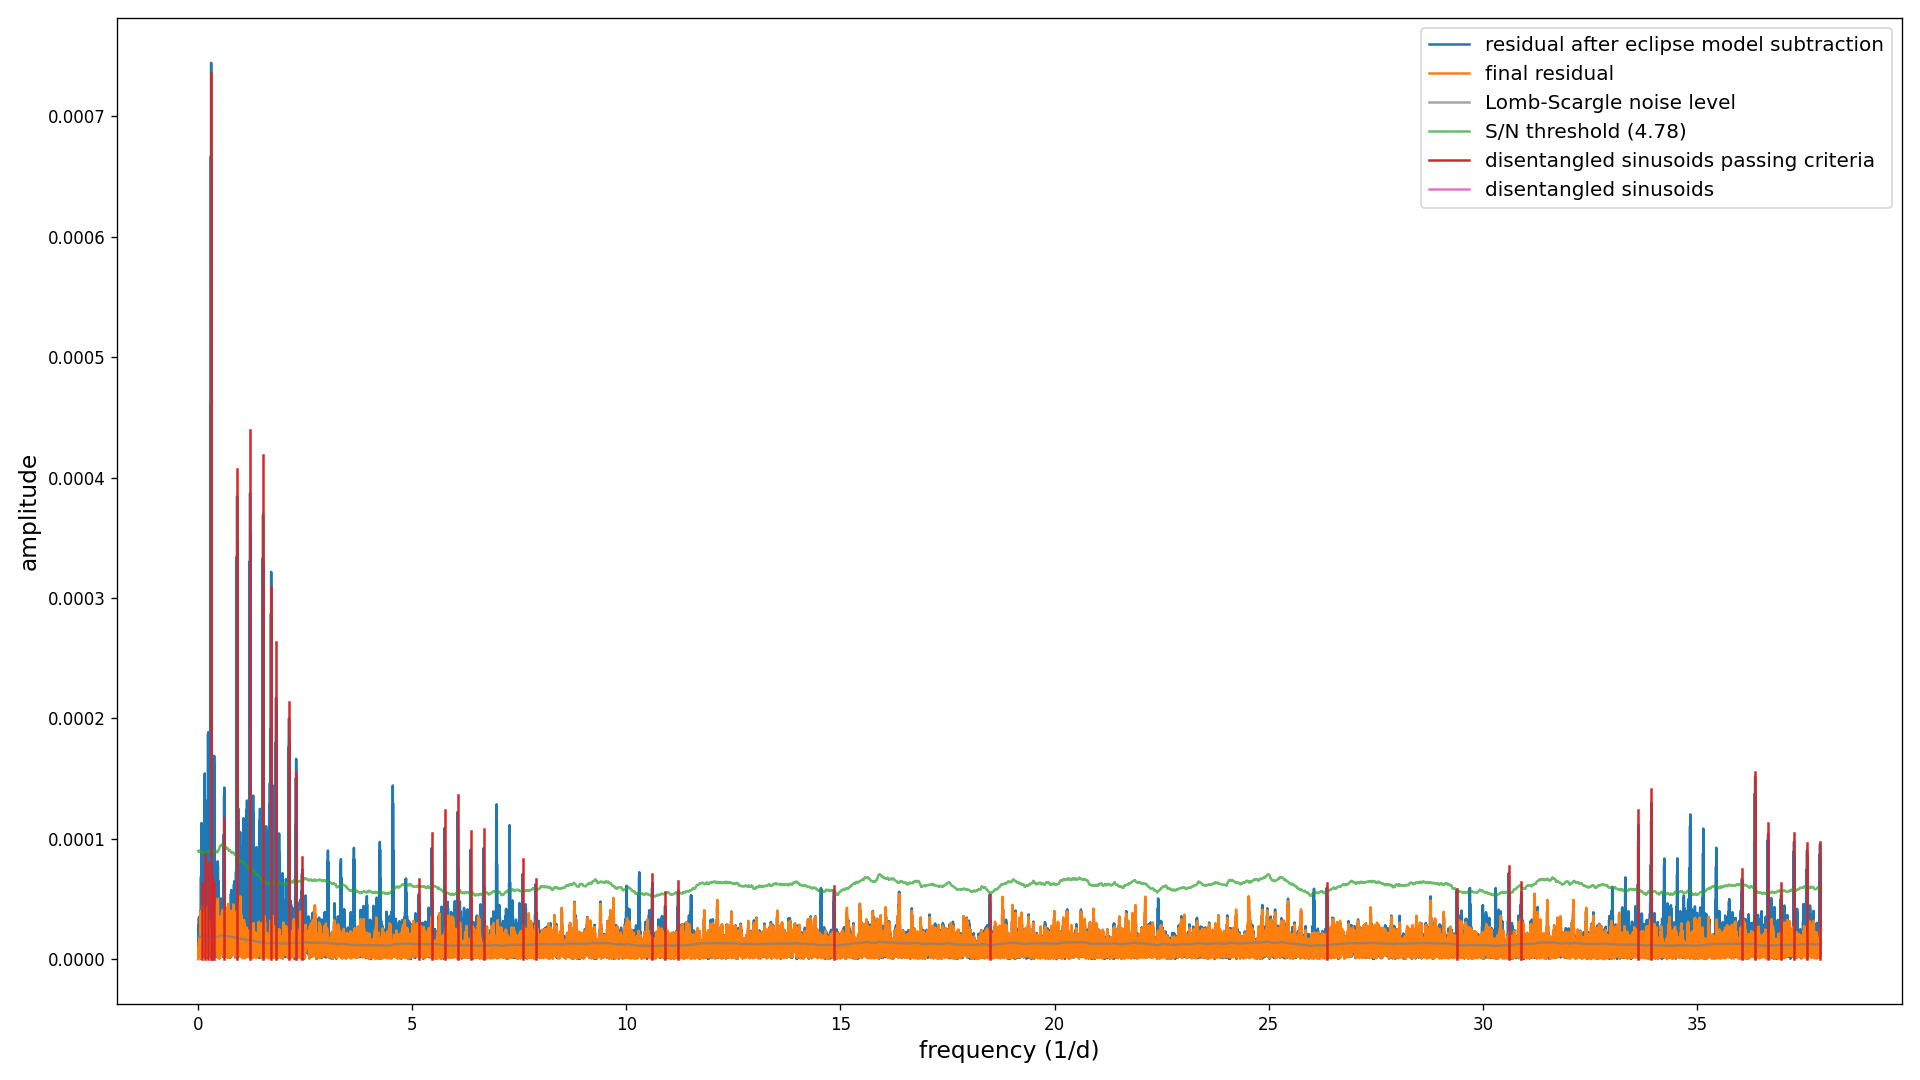 residual after eclipse model subtraction
final residual
Lomb-Scargle noise level
S/N threshold (4.78)
disentangled sinusoids passing criteria
disentangled sinusoids
0.0007
0.0006
0.0005
0.0004
0.0003
0.0002
0.0001
0.0000
amplitude
0 5 10 15 20 25 30 35
frequency (1/d)